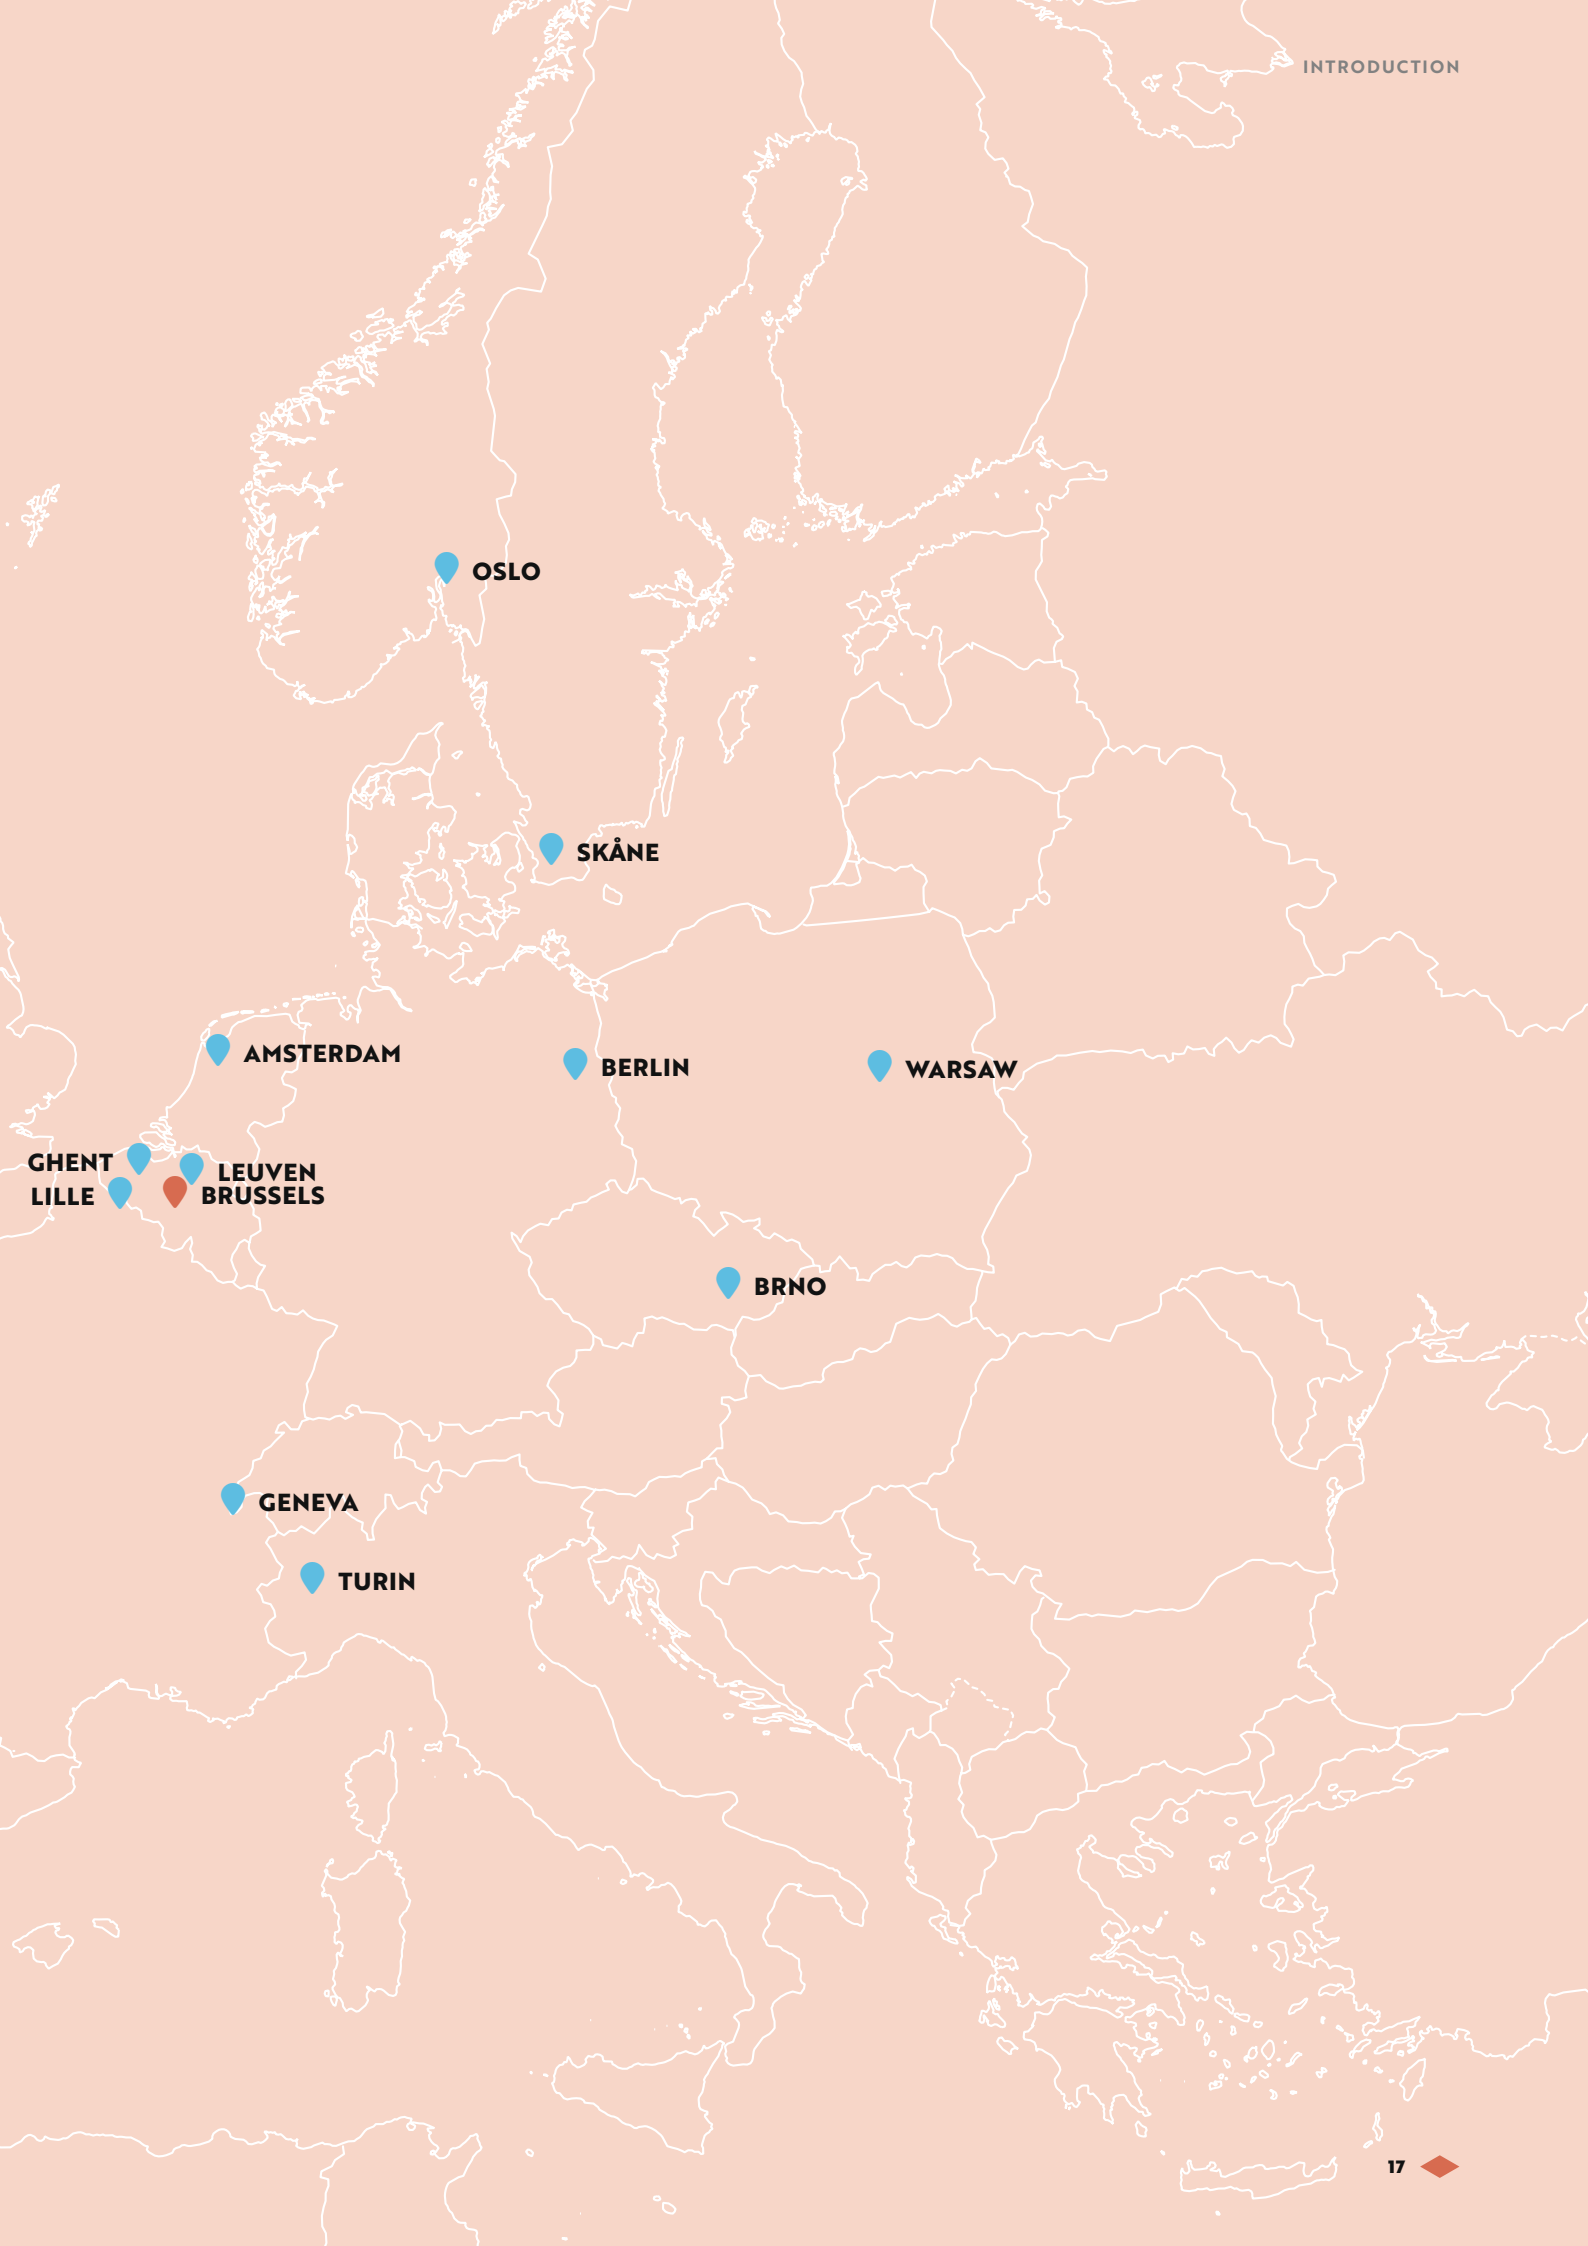 INTRODUCTION
OSLO
SKÅNE
AMSTERDAM
BERLIN
WARSAW
GHENT
LEUVEN
LILLE
BRUSSELS
BRNO
GENEVA
TURIN
17